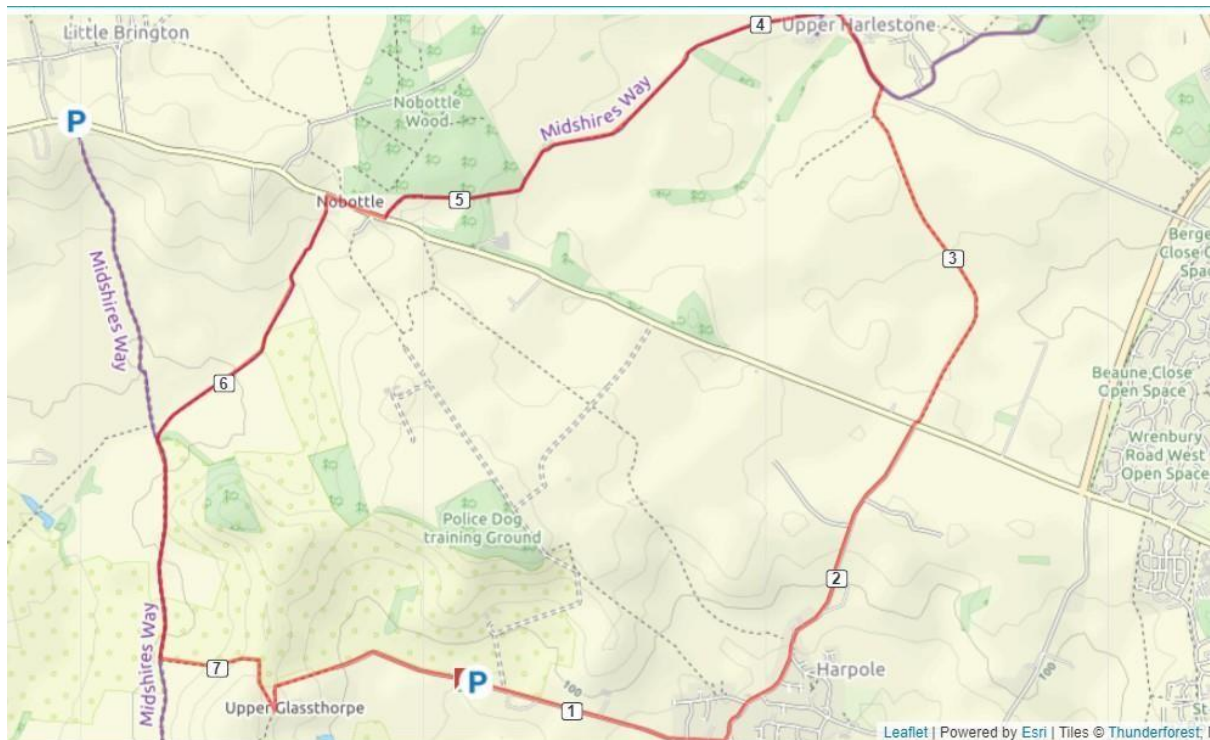 Little Brington
P
4
Upper Harlestone
Nobottle
Wood
Midshires Way
5
Nobottle
3
Close O
Midshires Way
6
Beaune Close
Open Space
Wrenbury
Road West
Open Space
Police Dog
training Ground
2
Midshires Way
7
Harpole
P
100
100
Upper Glassthorpe
1
St
Leaflet | Powered by Esri | Tiles © Thunderforest,